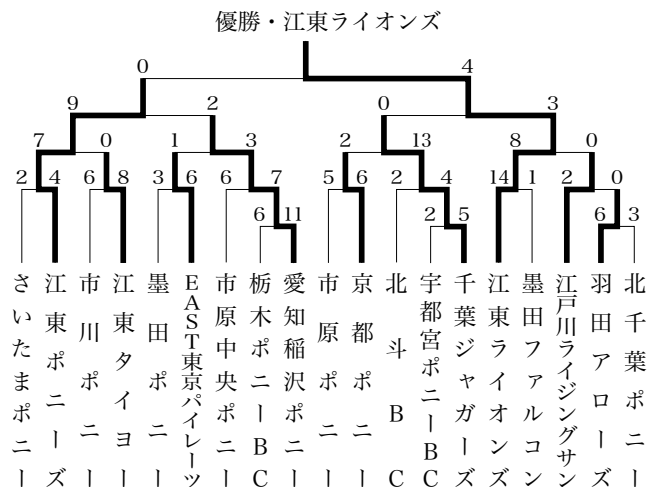 優勝・江東ライオンズ
0 4
9 2 0 3
7 0 1 3 2 13 8 0
2 4 6 8 3 6 6 7 5 6 2 4 14 1 2 0
6 11 2 5 6 3
さいたまポニー
江東ポニーズ
市川ポニー
江東タイヨー
墨田ポニー
EAST東京パイレーツ
市原中央ポニー
栃木ポニーBC
愛知稲沢ポニー
市原ポニー
京都ポニー
北斗BC
宇都宮ポニーBC
千葉ジャガーズ
江東ライオンズ
墨田ファルコン
江戸川ライジングサン
羽田アローズ
北千葉ポニー